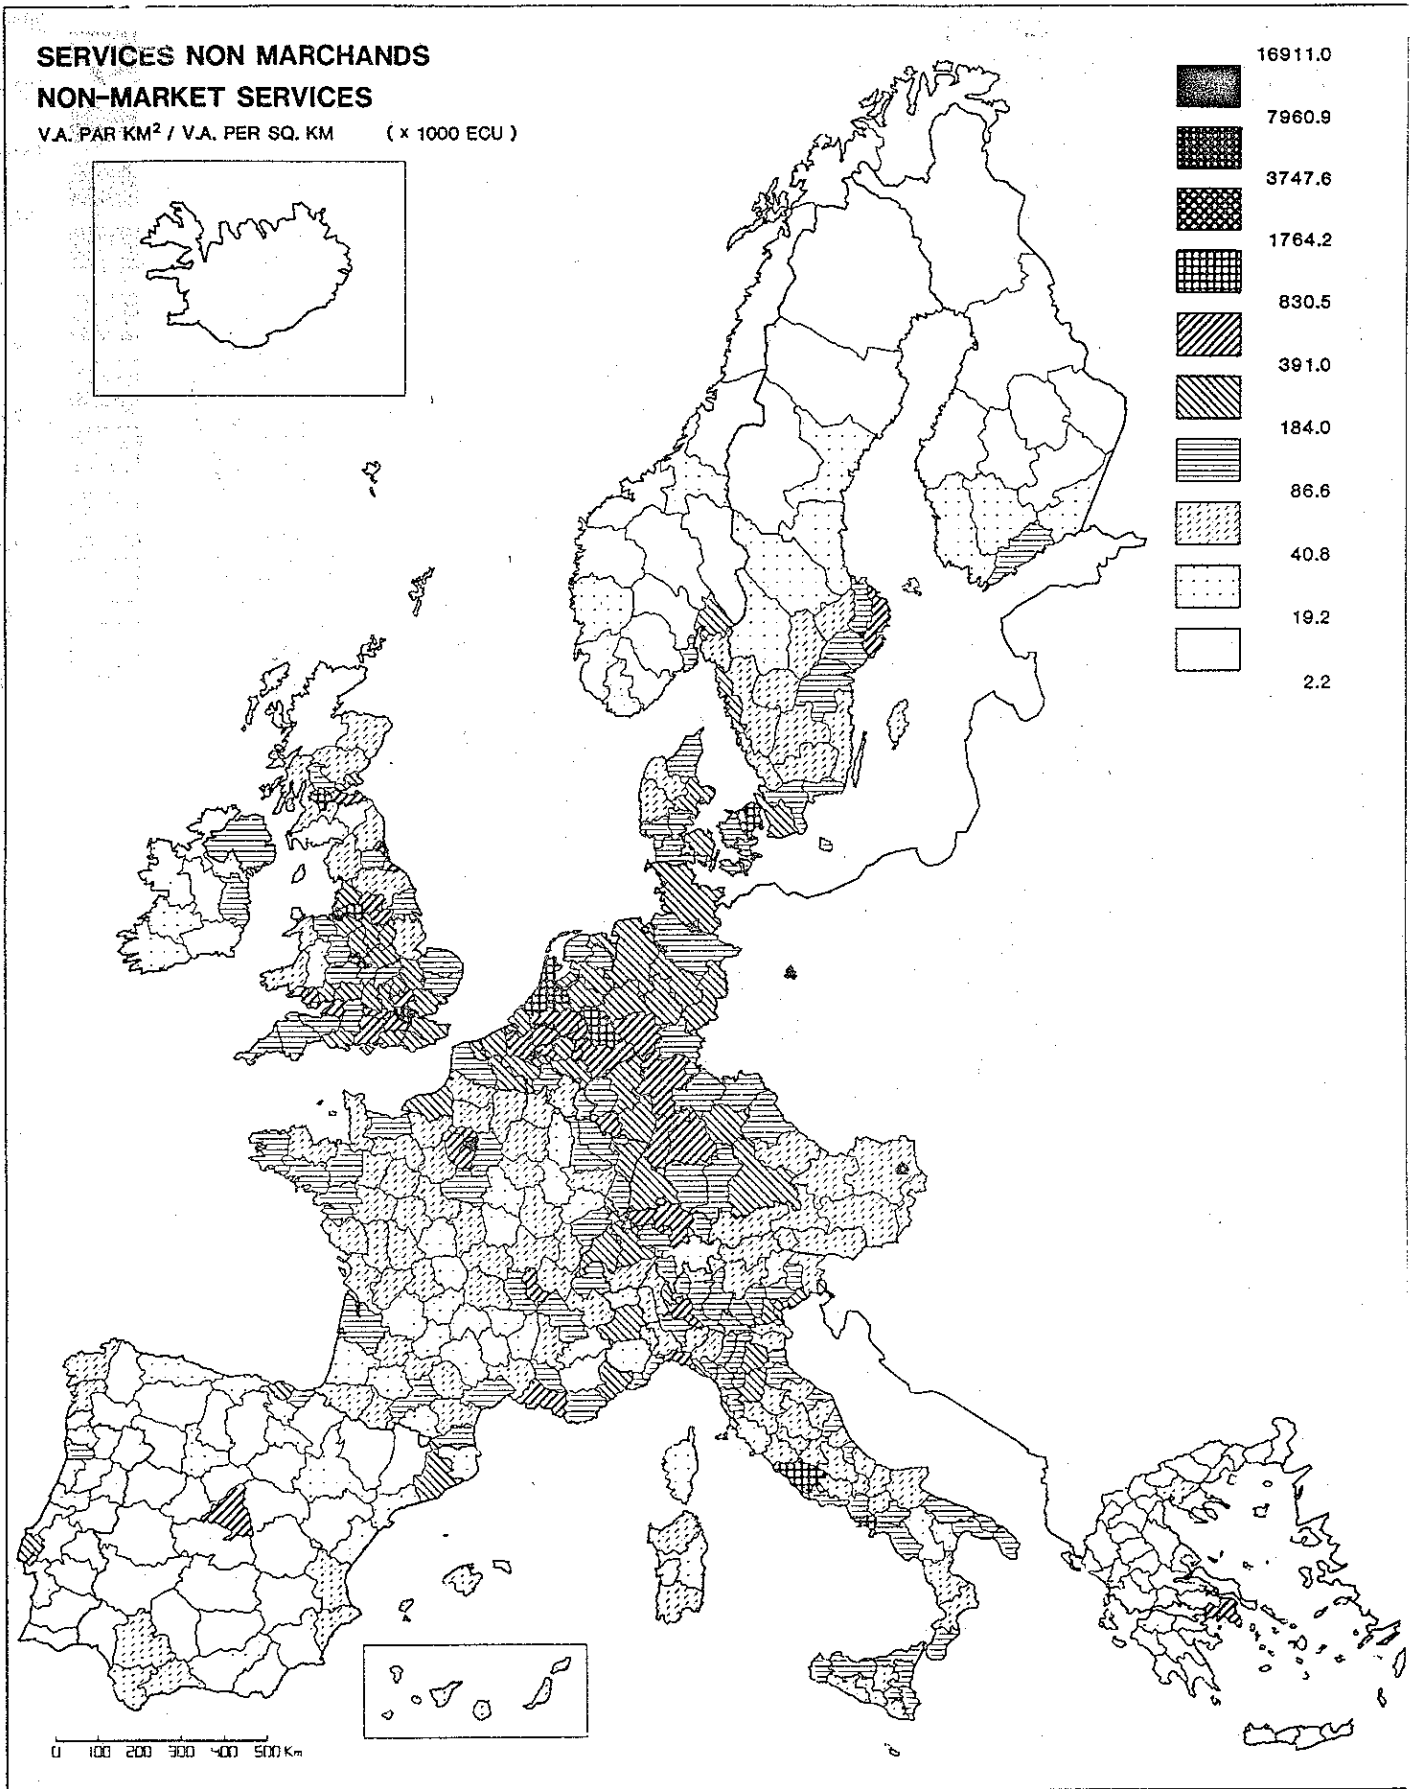 SERVICES NON MARCHANDS
NON-MARKET SERVICES
V.A. PAR KM² / V.A. PER SQ. KM ( x 1000 ECU )
16911.0
7960.9
3747.6
1764.2
830.5
391.0
184.0
86.6
40.8
19.2
2.2
0 100 200 300 400 500 Km